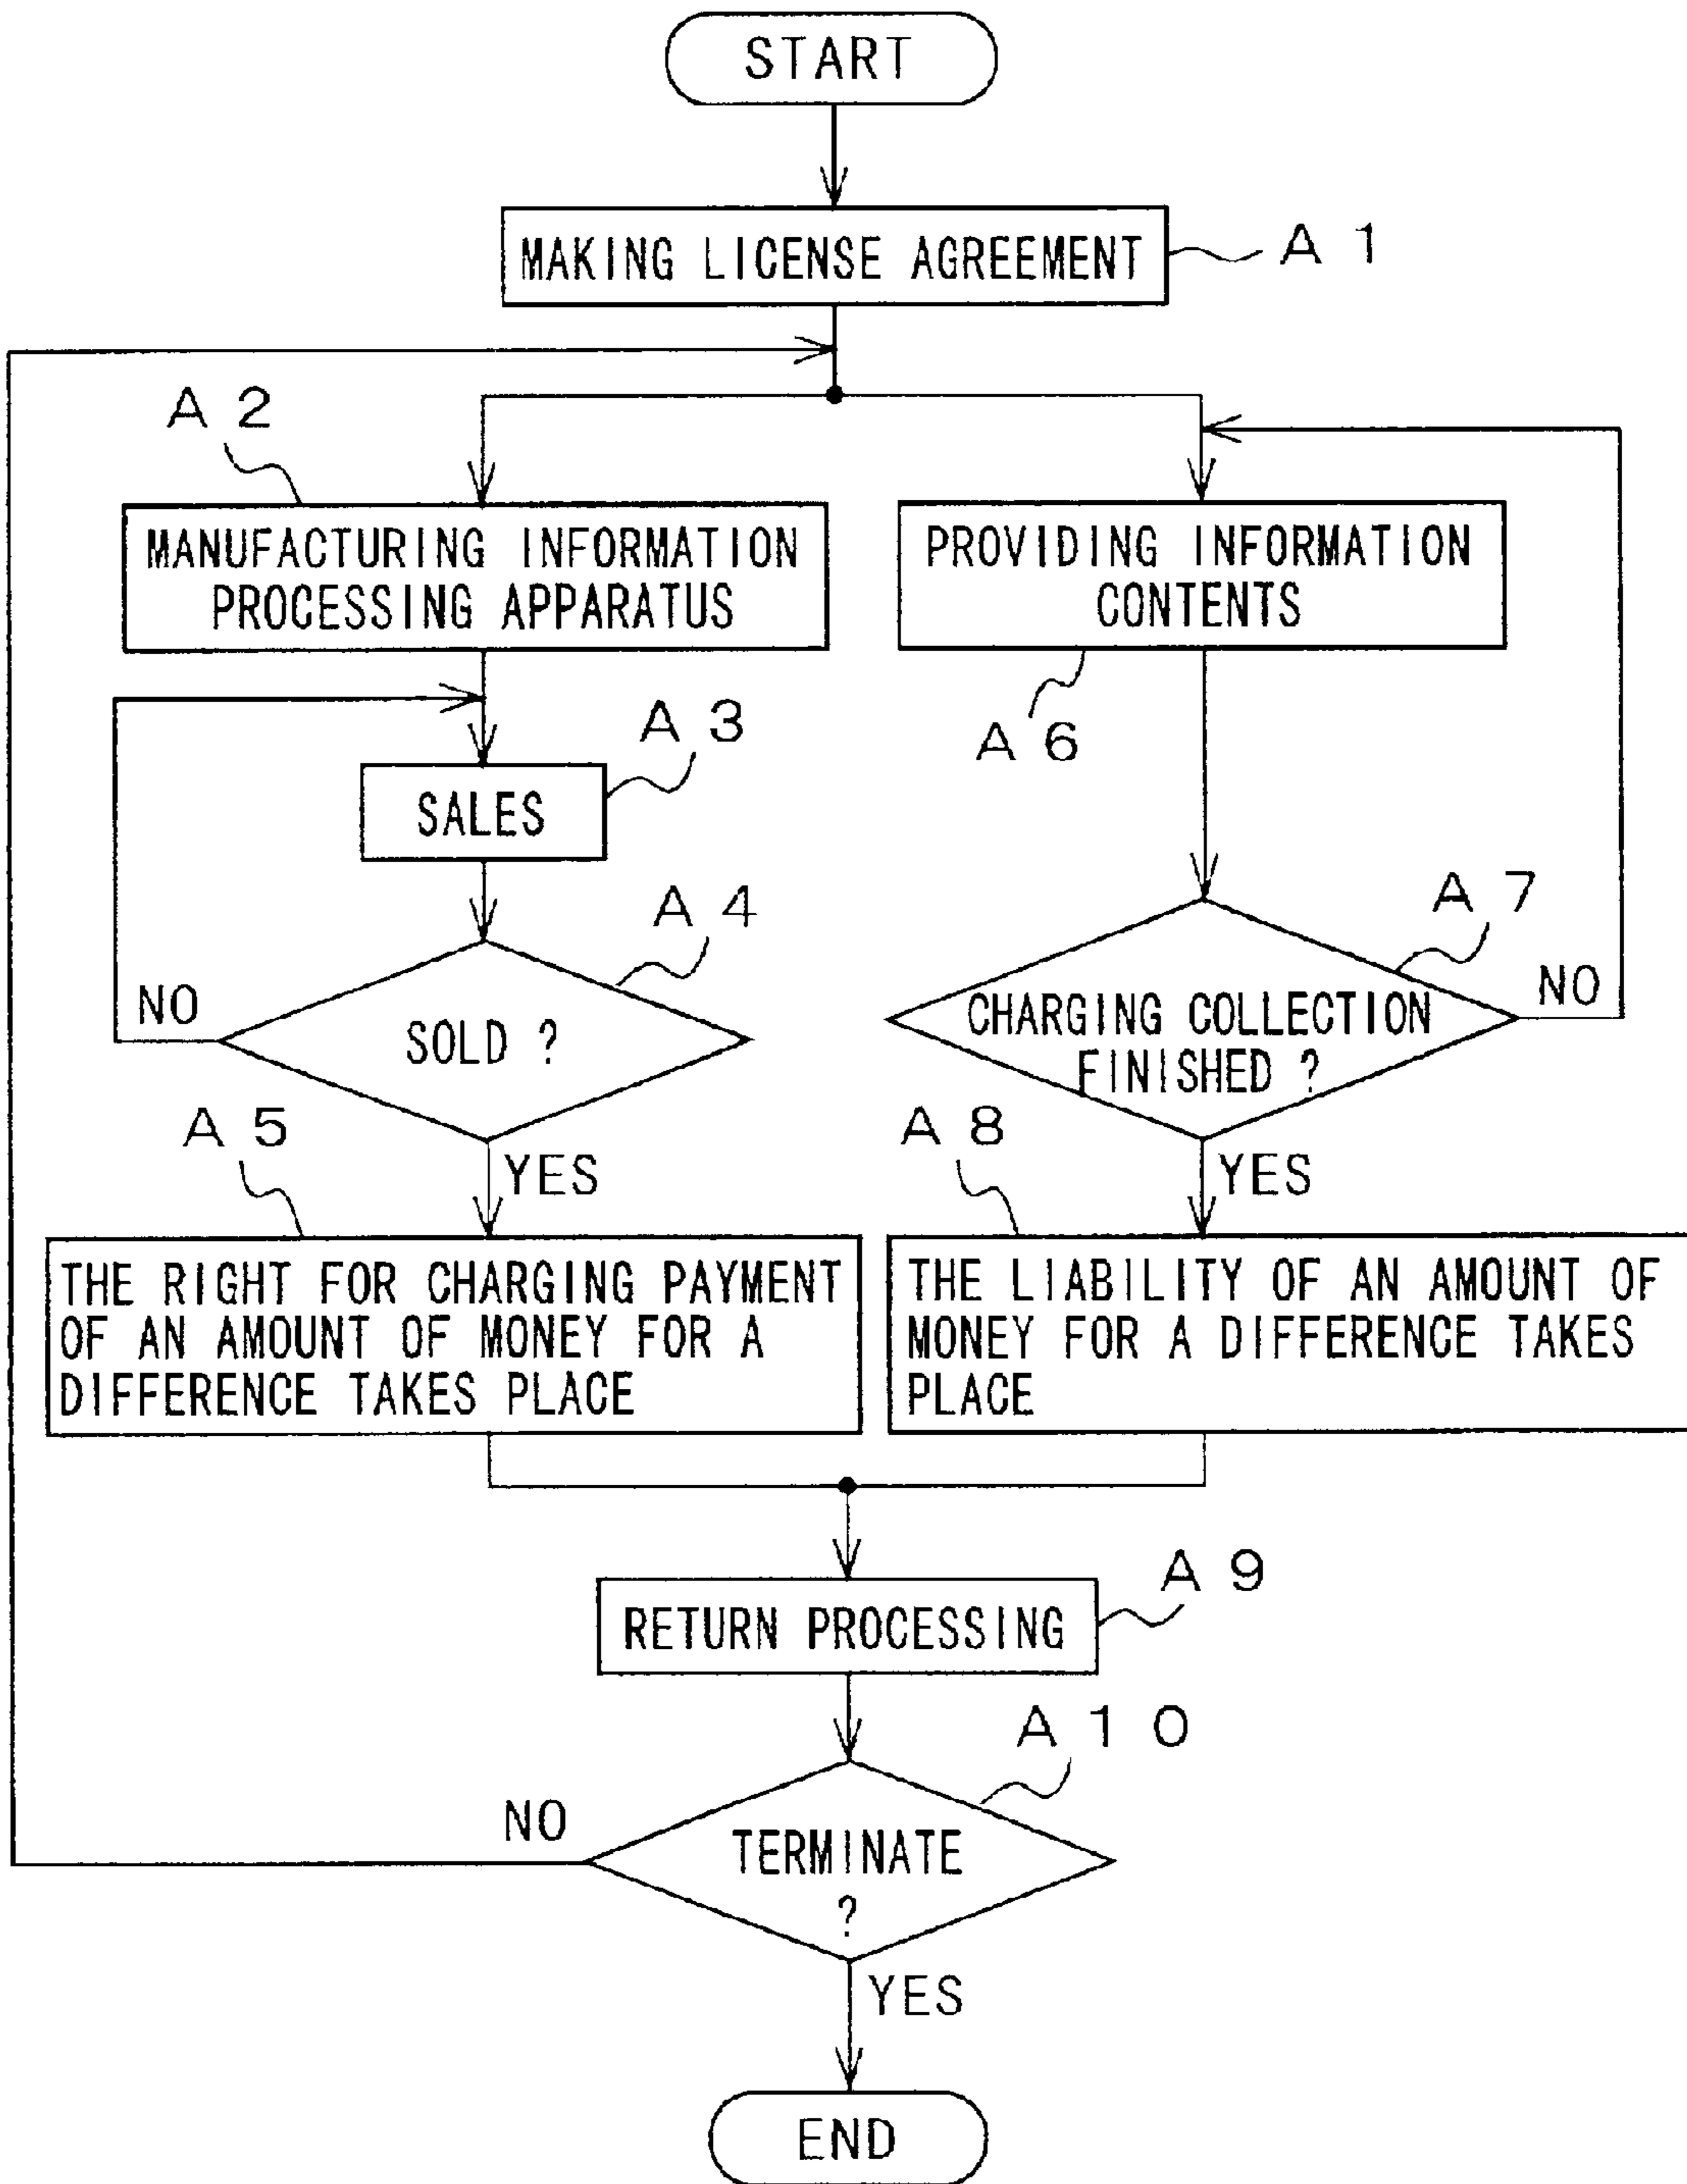 START
MAKING LICENSE AGREEMENT
A 1
A 2
MANUFACTURING INFORMATION
PROCESSING APPARATUS
PROVIDING INFORMATION
CONTENTS
A 3
A 6
SALES
A 4
A 7
NO
SOLD ?
CHARGING COLLECTION
FINISHED ?
NO
A 5
YES
A 8
YES
THE RIGHT FOR CHARGING PAYMENT
OF AN AMOUNT OF MONEY FOR A
DIFFERENCE TAKES PLACE
THE LIABILITY OF AN AMOUNT OF
MONEY FOR A DIFFERENCE TAKES
PLACE
A 9
RETURN PROCESSING
A 1 0
NO
TERMINATE
?
YES
END